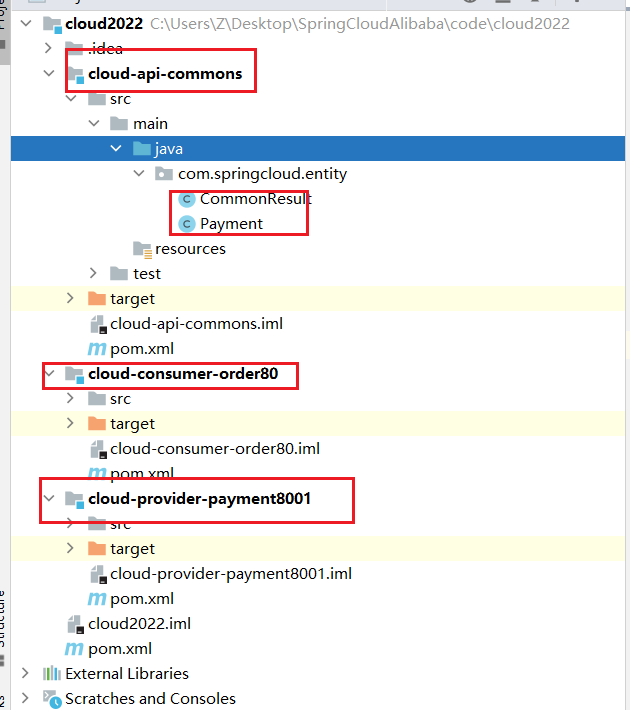 cloud2022 C:\Users\Z\Desktop\SpringCloudAlibaba\code\cloud2022
.idea
cloud-api-commons
src
main
java
com.springcloud.entity
C CommonResult
C Payment
resources
test
target
cloud-api-commons.iml
m pom.xml
cloud-consumer-order80
src
target
cloud-consumer-order80.iml
m pom.xml
cloud-provider-payment8001
src
target
cloud-provider-payment8001.iml
m pom.xml
cloud2022.iml
m pom.xml
External Libraries
Scratches and Consoles